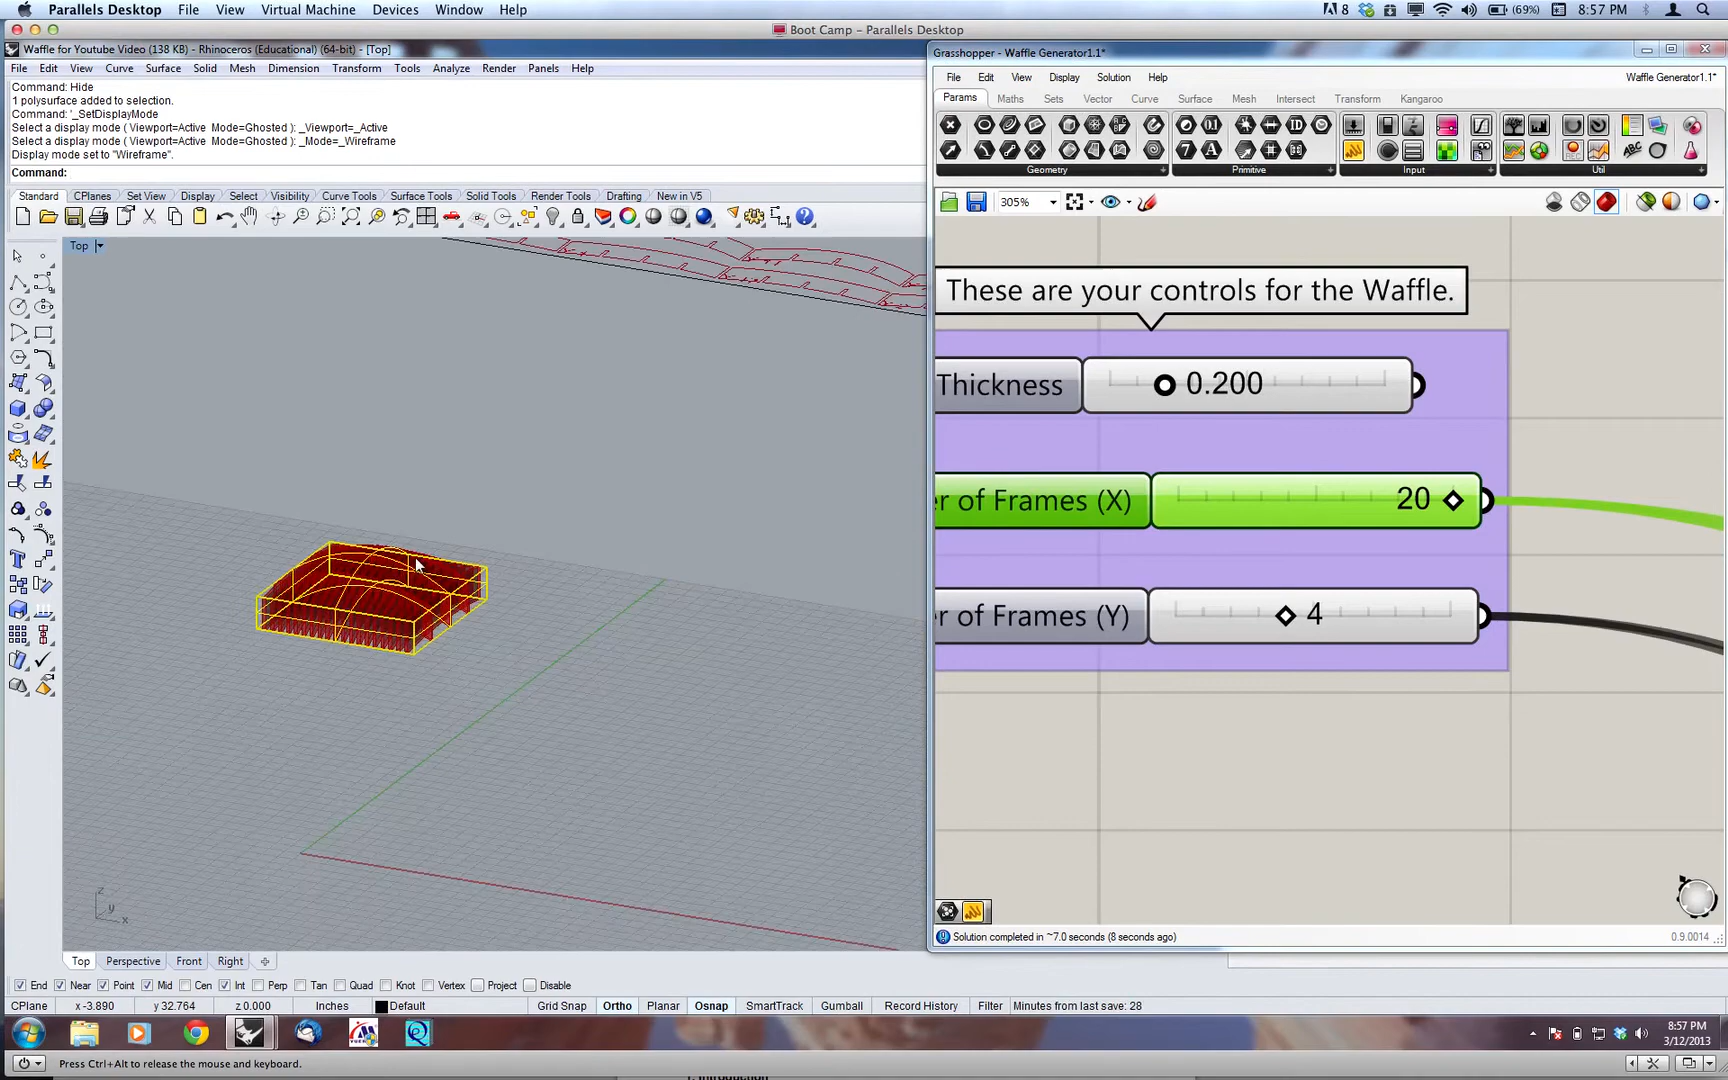 Parallels Desktop File Edit View Virtual Machine Devices Window Help
8 (69%) 8:57 PM
Boot Camp – Parallels Desktop
Waffle for Youtube Video (138 KB) - Rhinoceros (Educational) (64-bit) - [Top]
File Edit View Curve Surface Solid Mesh Dimension Transform Tools Analyze Render Panels Help
Command: Hide
1 polysurface added to selection.
Command: '_SetDisplayMode
Select a display mode ( Viewport=Active Mode=Ghosted ): _Viewport=_Active
Select a display mode ( Viewport=Active Mode=Ghosted ): _Mode=_Wireframe
Display mode set to "Wireframe".
Command:
Standard CPlanes Set View Display Select Visibility Curve Tools Surface Tools Solid Tools Render Tools Drafting New in V5
Top
z
y
x
Top Perspective Front Right
End Near Point Mid Cen Int Perp Tan Quad Knot Vertex Project Disable
CPlane x -3.890 y 32.764 z 0.000 Inches Default Grid Snap Ortho Planar Osnap SmartTrack Gumball Record History Filter Minutes from last save: 28
Grasshopper - Waffle Generator1.1*
File Edit View Display Solution Help
Waffle Generator1.1*
Params Maths Sets Vector Curve Surface Mesh Intersect Transform Kangaroo
Geometry Primitive Input Util
305%
These are your controls for the Waffle.
Thickness 0.200
er of Frames (X) 20
er of Frames (Y) 4
Solution completed in ~7.0 seconds (8 seconds ago)
0.9.0014
8:57 PM
3/12/2013
Press Ctrl+Alt to release the mouse and keyboard.